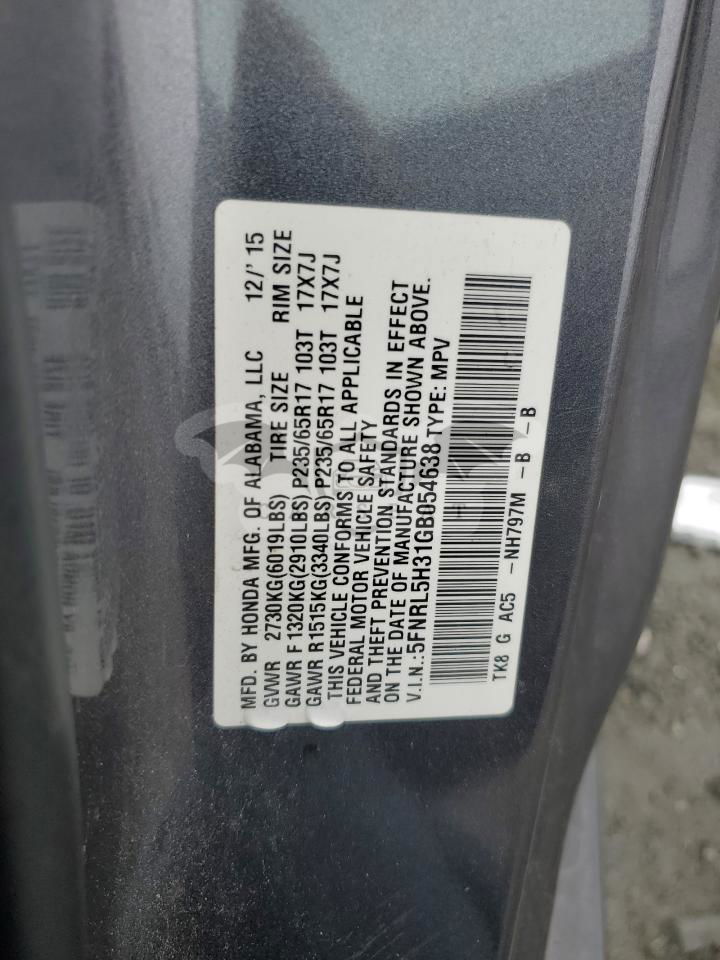 MFD. BY HONDA MFG. OF ALABAMA, LLC 12/'15
GVWR 2730KG(6019LBS) TIRE SIZE RIM SIZE
GAWR F 1320KG(2910LBS) P235/65R17 103T 17X7J
GAWR R1515KG(3340LBS) P235/65R17 103T 17X7J
THIS VEHICLE CONFORMS TO ALL APPLICABLE
FEDERAL MOTOR VEHICLE SAFETY
AND THEFT PREVENTION STANDARDS IN EFFECT
ON THE DATE OF MANUFACTURE SHOWN ABOVE.
V.I.N.:5FNRL5H31GB054638 TYPE: MPV
TK8 G AC5 -NH797M -B -B